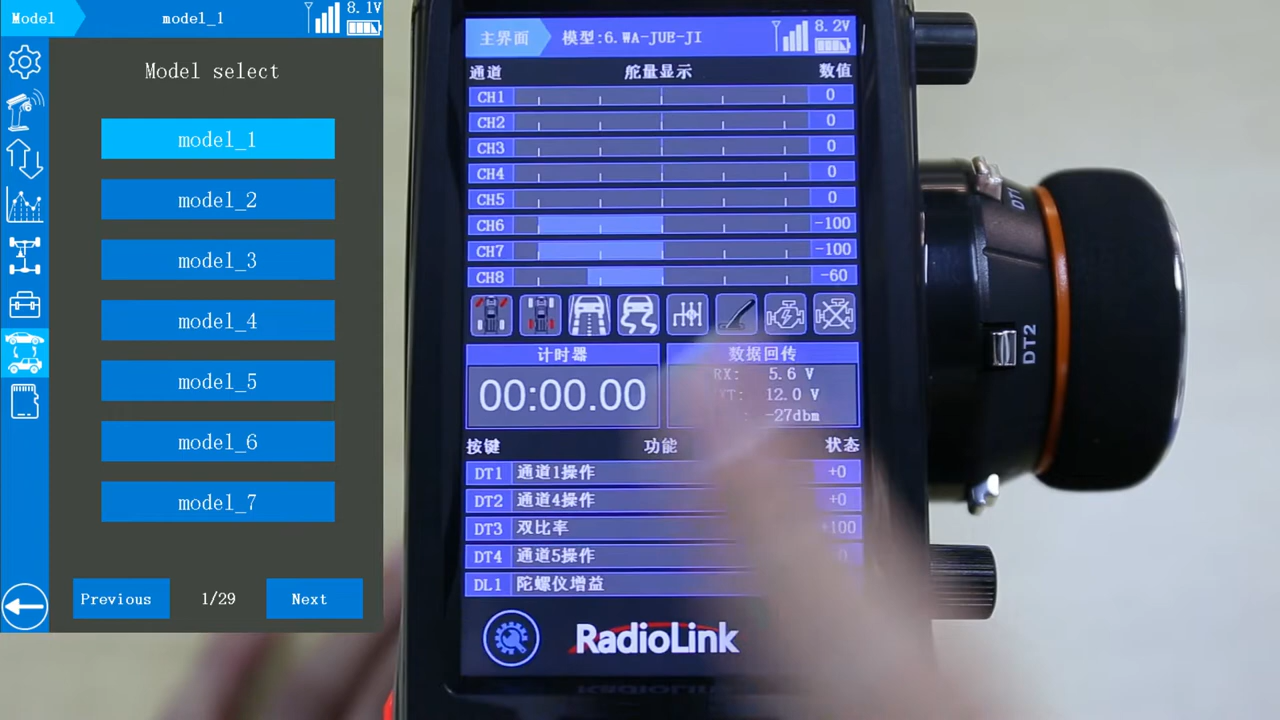 Model
model_1
8.1V
Model select
model_1
model_2
model_3
model_4
model_5
model_6
model_7
Previous
1/29
Next
主界面
模型:6.WA-JUE-JI
8.2V
通道 舵量显示 数值
CH1 0
CH2 0
CH3 0
CH4 0
CH5 0
CH6 -100
CH7 -100
CH8 -60
计时器
00:00.00
数据回传
RX: 5.6 V
12.0 V
-27dbm
按键 功能 状态
DT1 通道1操作 +0
DT2 通道4操作 +0
DT3 双比率 +100
DT4 通道5操作
DL1 陀螺仪增益
RadioLink
DT1
DT2